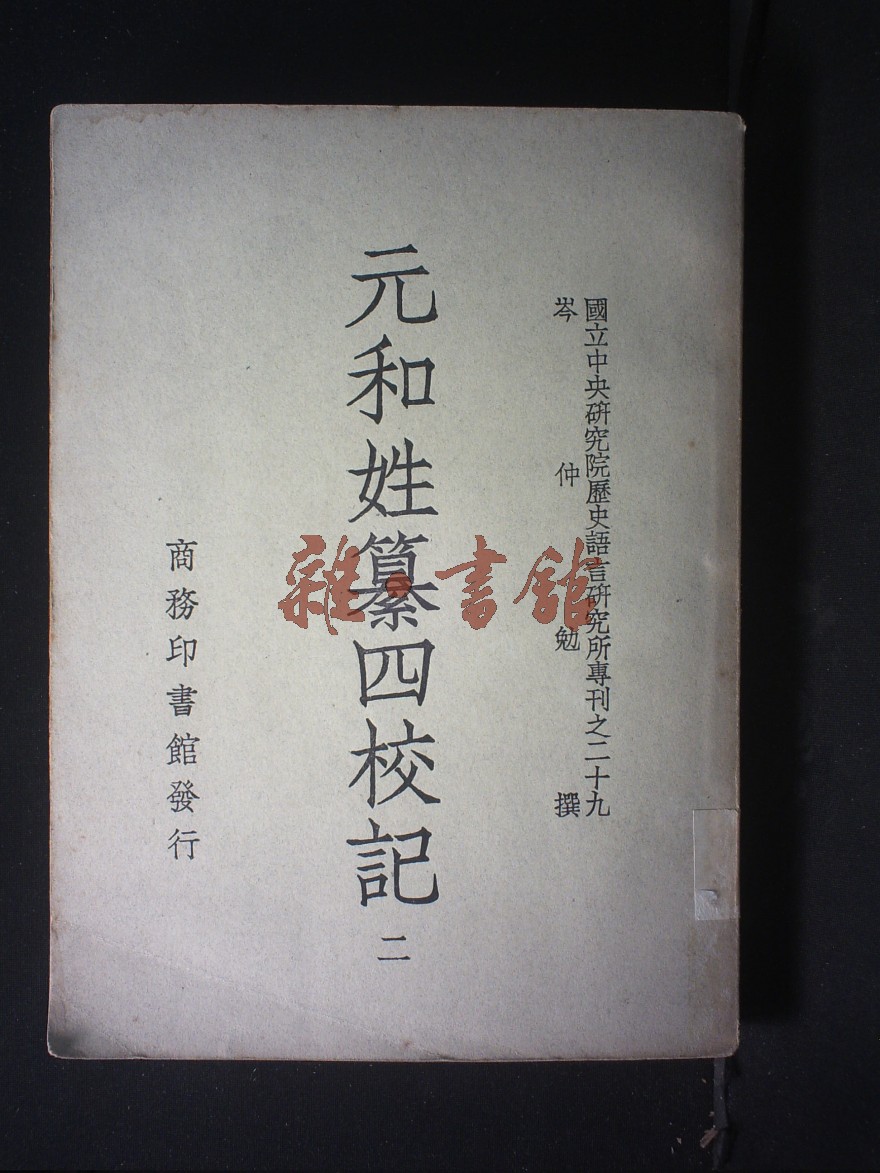 國立中央研究院歷史語言研究所專刊之二十九
岑仲勉撰
元和姓纂四校記
二
商務印書館發行
雜·書館